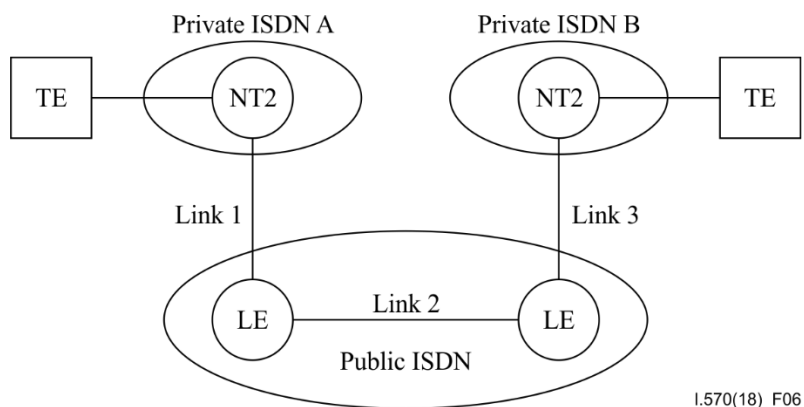 Private ISDN A
Private ISDN B
TE
NT2
NT2
TE
Link 1
Link 3
LE
Link 2
LE
Public ISDN
I.570(18)_F06